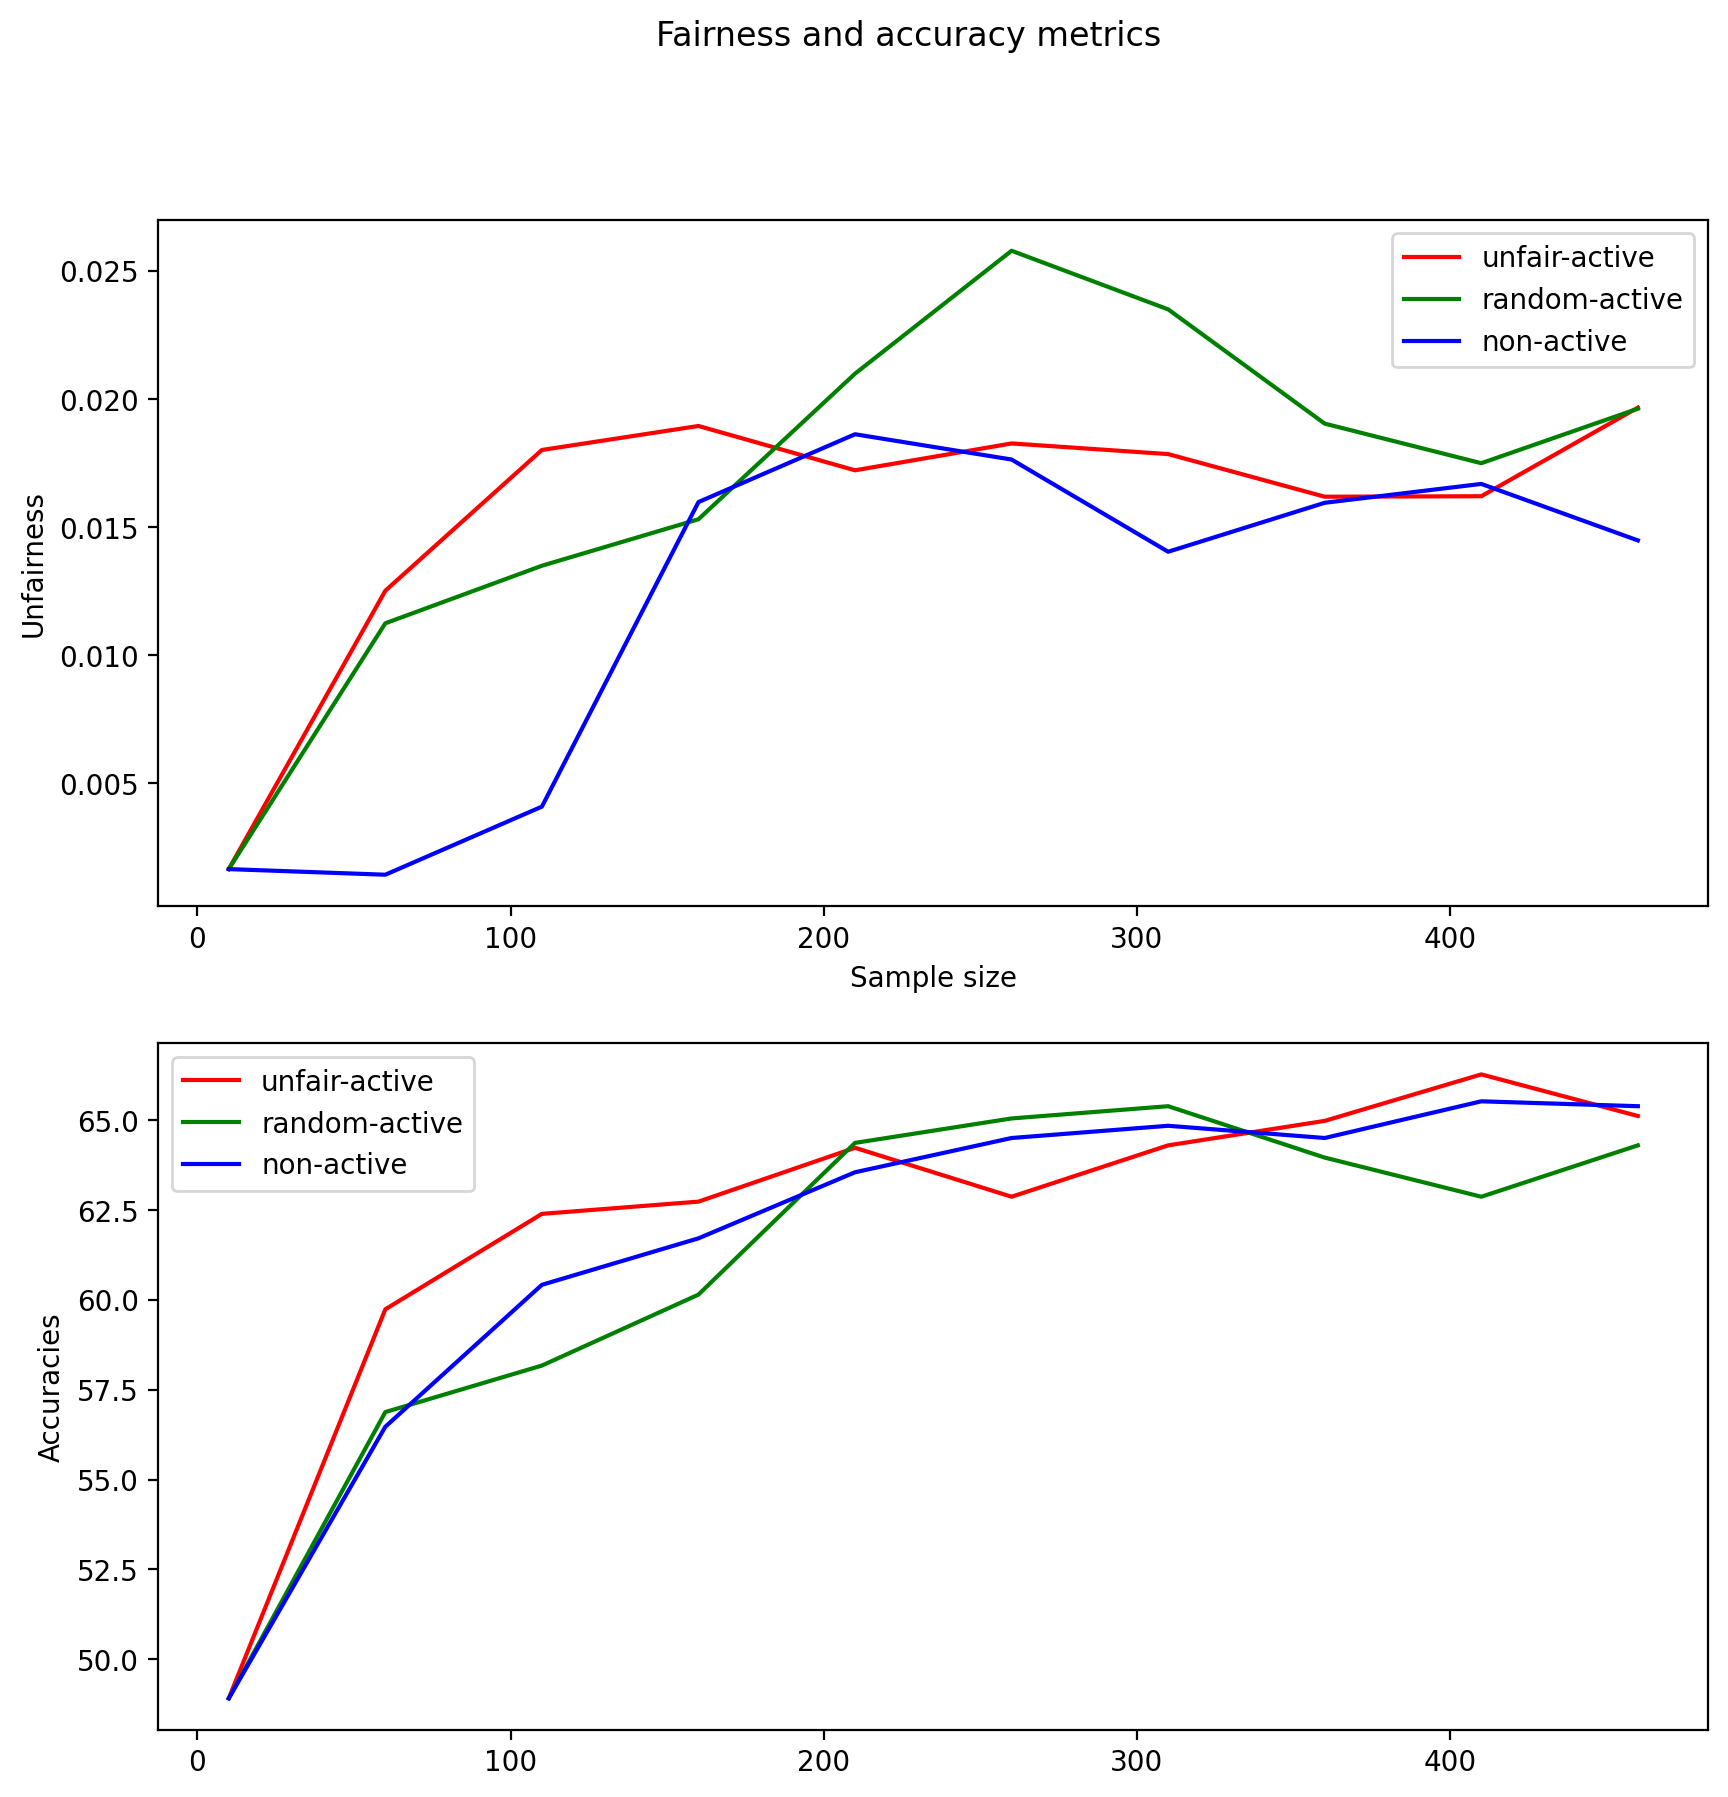 Fairness and accuracy metrics
Unfairness
0.025
0.020
0.015
0.010
0.005
unfair-active
random-active
non-active
0
100
200
300
400
Sample size
Accuracies
65.0
62.5
60.0
57.5
55.0
52.5
50.0
unfair-active
random-active
non-active
0
100
200
300
400